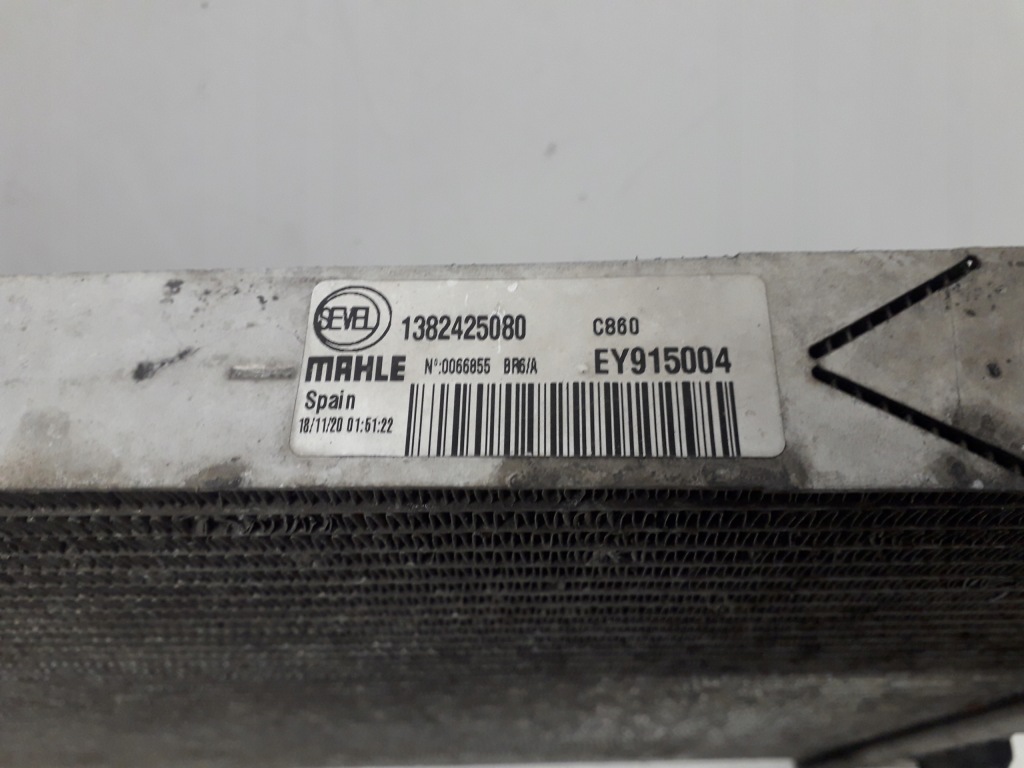 SEVEL 1382425080 C860
MAHLE N°:0066855 BR6/A EY915004
Spain
18/11/20 01:51:22